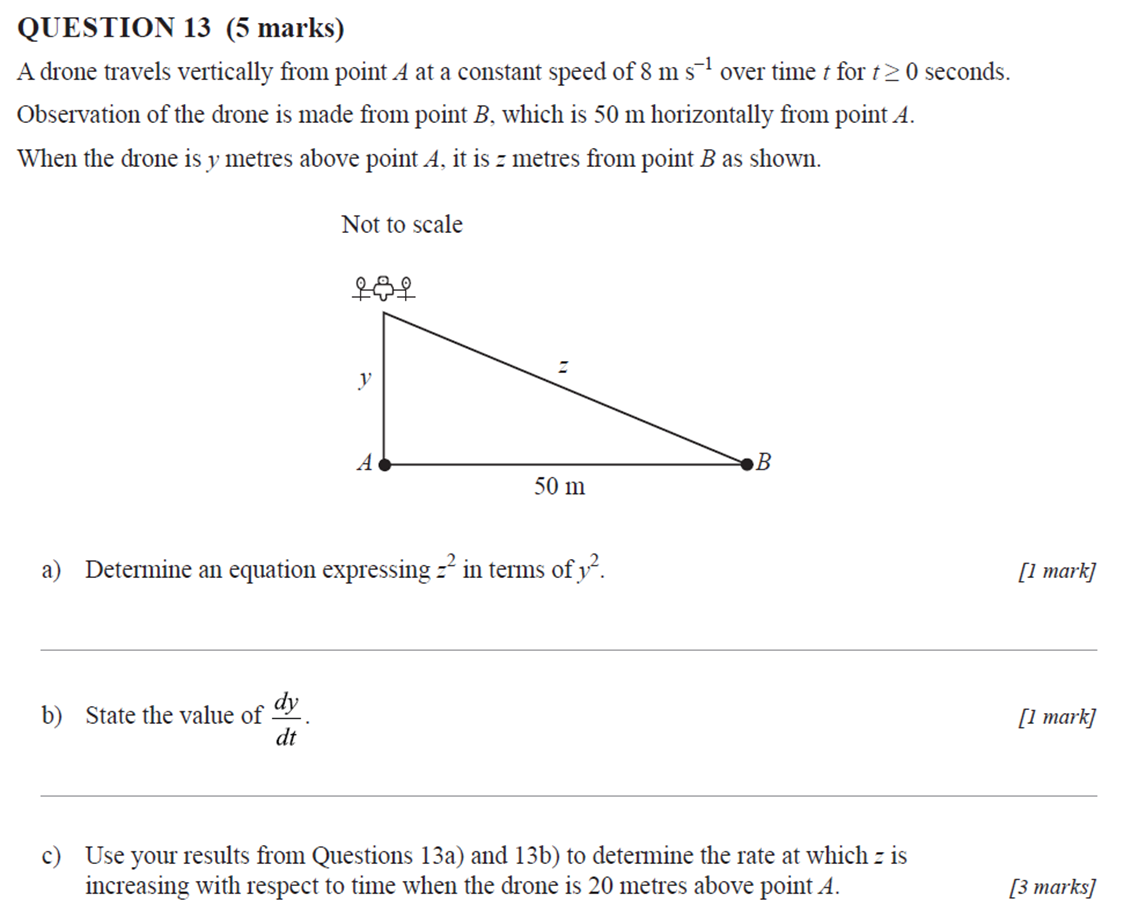 QUESTION 13 (5 marks)
A drone travels vertically from point A at a constant speed of 8 m s⁻¹ over time t for t ≥ 0 seconds.
Observation of the drone is made from point B, which is 50 m horizontally from point A.
When the drone is y metres above point A, it is z metres from point B as shown.
Not to scale
z
y
A
B
50 m
a) Determine an equation expressing z² in terms of y². [1 mark]
b) State the value of dy/dt. [1 mark]
c) Use your results from Questions 13a) and 13b) to determine the rate at which z is
increasing with respect to time when the drone is 20 metres above point A. [3 marks]